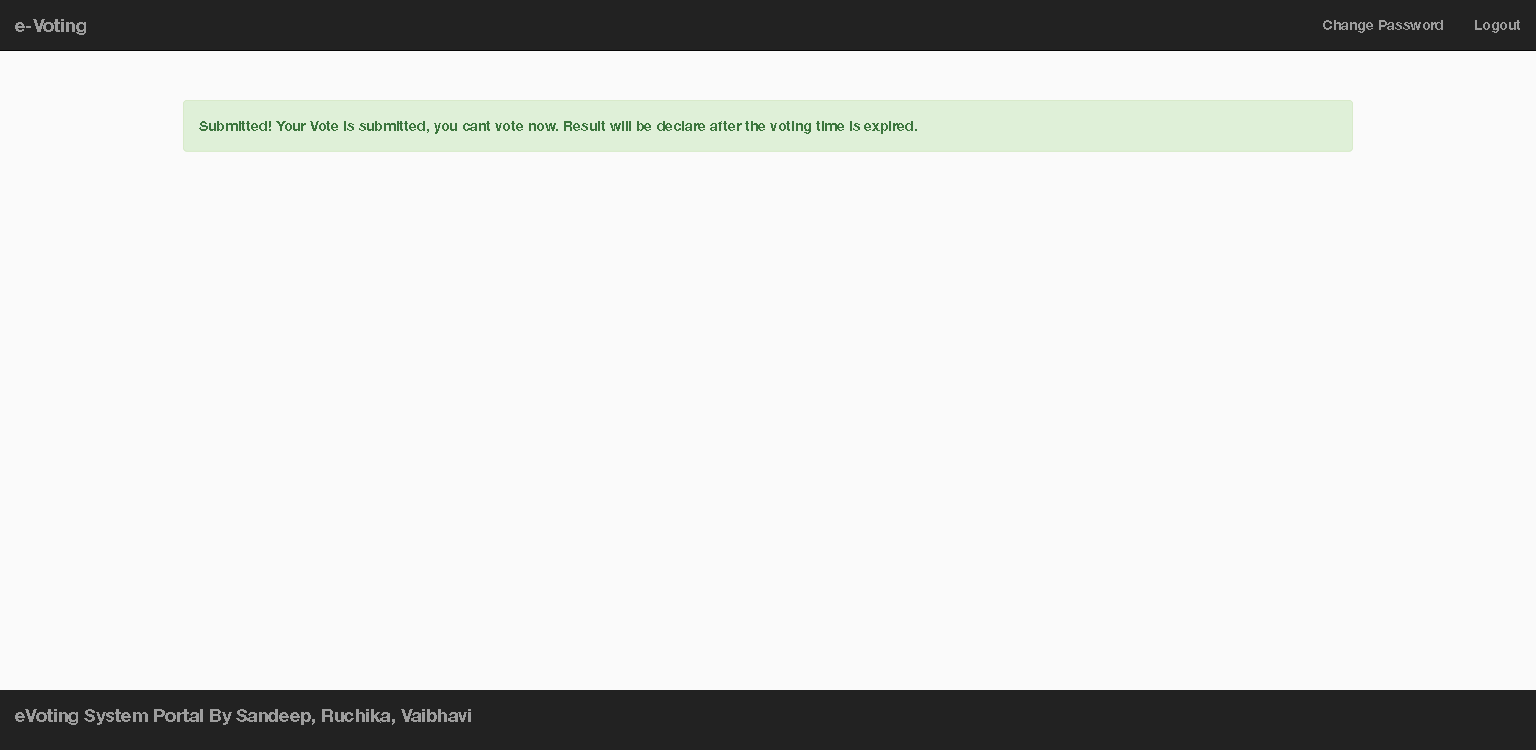 e-Voting
Change Password
Logout
Submitted! Your Vote is submitted, you cant vote now. Result will be declare after the voting time is expired.
eVoting System Portal By Sandeep, Ruchika, Vaibhavi